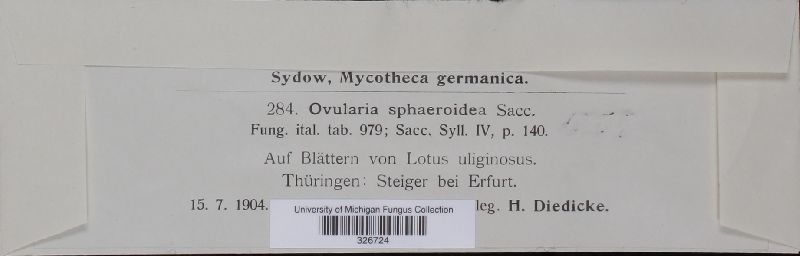 Sydow, Mycotheca germanica.
284. Ovularia sphaeroidea Sacc.
Fung. ital. tab. 979; Sacc. Syll. IV, p. 140.
Auf Blättern von Lotus uliginosus.
Thüringen: Steiger bei Erfurt.
15. 7. 1904. leg. H. Diedicke.
University of Michigan Fungus Collection
326724